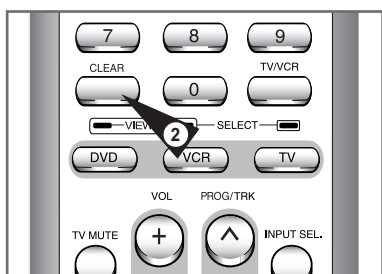 7 8 9
CLEAR TV/VCR
0
VIEW SELECT
2
DVD VCR TV
VOL PROG/TRK
TV MUTE + INPUT SEL.